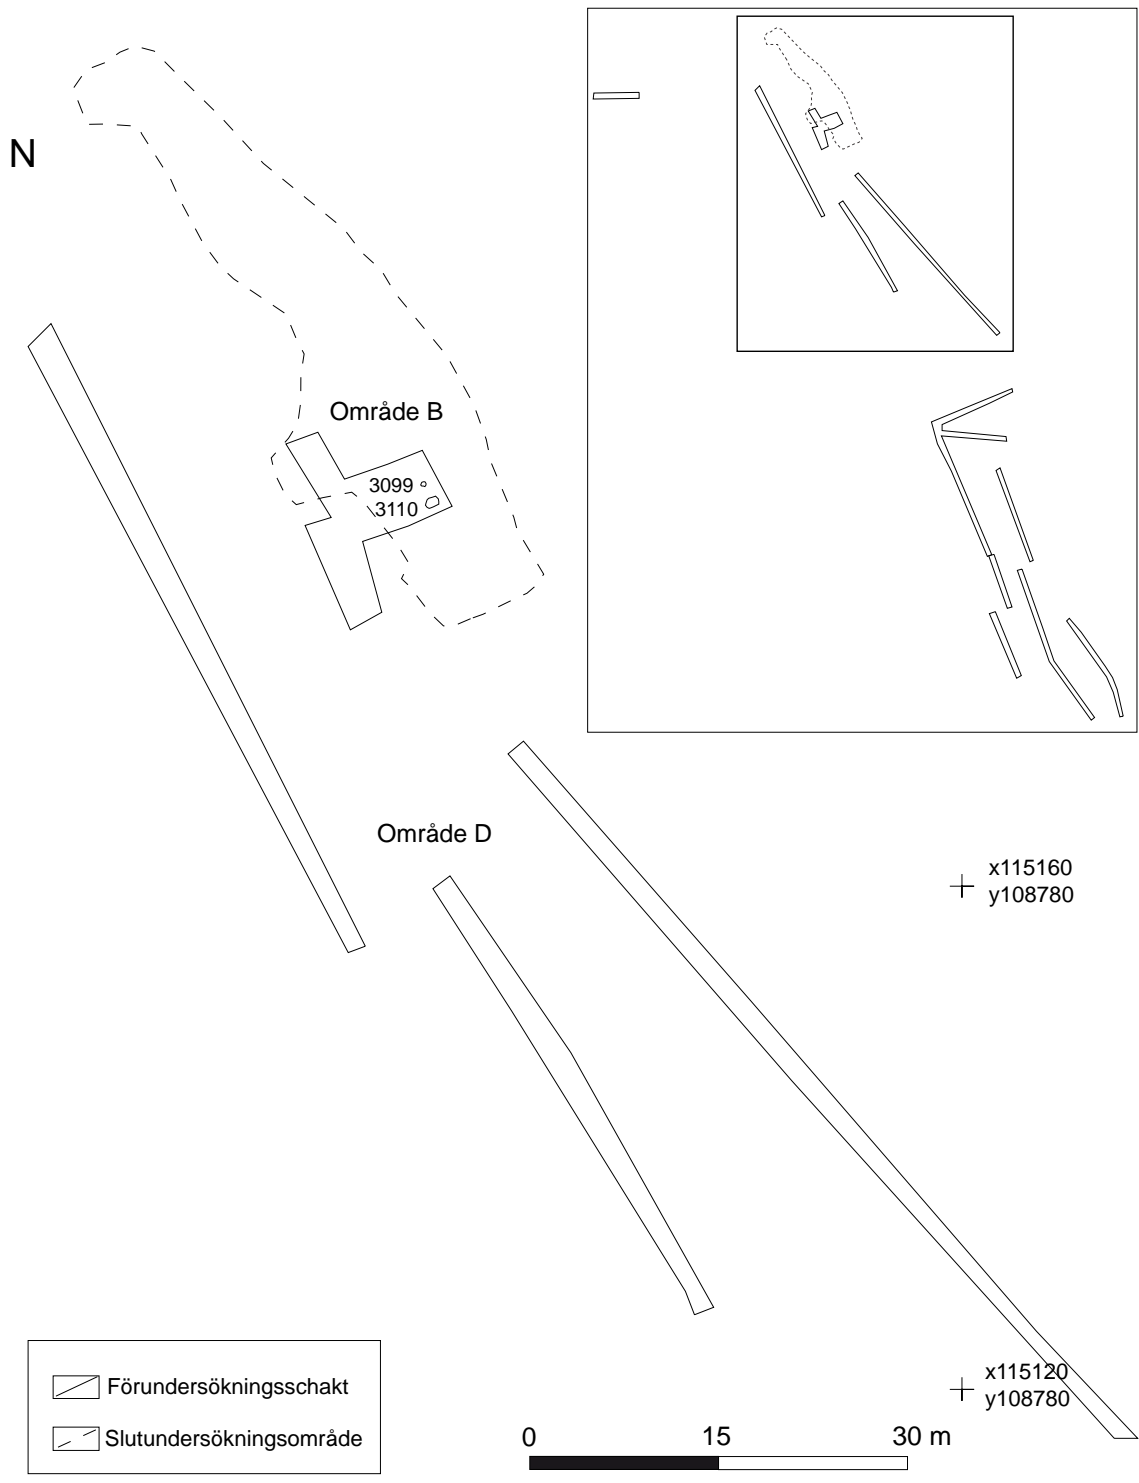 N
Område B
3099
3110
Område D
x115160
y108780
x115120
y108780
Förundersökningsschakt
Slutundersökningsområde
0 15 30 m